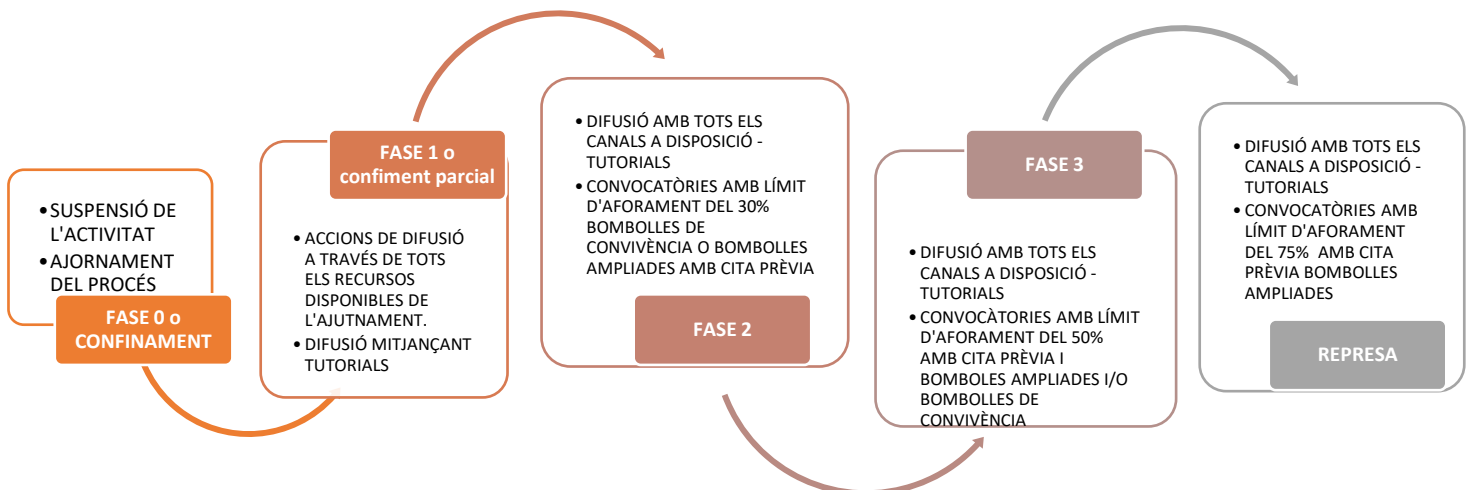 •SUSPENSIÓ DE
L'ACTIVITAT
•AJORNAMENT
DEL PROCÉS
FASE 0 o
CONFINAMENT
FASE 1 o
confiment parcial
• ACCIONS DE DIFUSIÓ
A TRAVÉS DE TOTS
ELS RECURSOS
DISPONIBLES DE
L'AJUTNAMENT.
• DIFUSIÓ MITJANÇANT
TUTORIALS
• DIFUSIÓ AMB TOTS ELS
CANALS A DISPOSICIÓ -
TUTORIALS
• CONVOCATÒRIES AMB LÍMIT
D'AFORAMENT DEL 30%
BOMBOLLES DE
CONVIVÈNCIA O BOMBOLLES
AMPLIADES AMB CITA PRÈVIA
FASE 2
FASE 3
• DIFUSIÓ AMB TOTS ELS
CANALS A DISPOSICIÓ -
TUTORIALS
• CONVOCÀTORIES AMB LÍMIT
D'AFORAMENT DEL 50%
AMB CITA PRÈVIA I
BOMBOLES AMPLIADES I/O
BOMBOLLES DE
CONVIVÈNCIA
• DIFUSIÓ AMB TOTS ELS
CANALS A DISPOSICIÓ -
TUTORIALS
• CONVOCATÒRIES AMB
LÍMIT D'AFORAMENT
DEL 75% AMB CITA
PRÈVIA BOMBOLLES
AMPLIADES
REPRESA